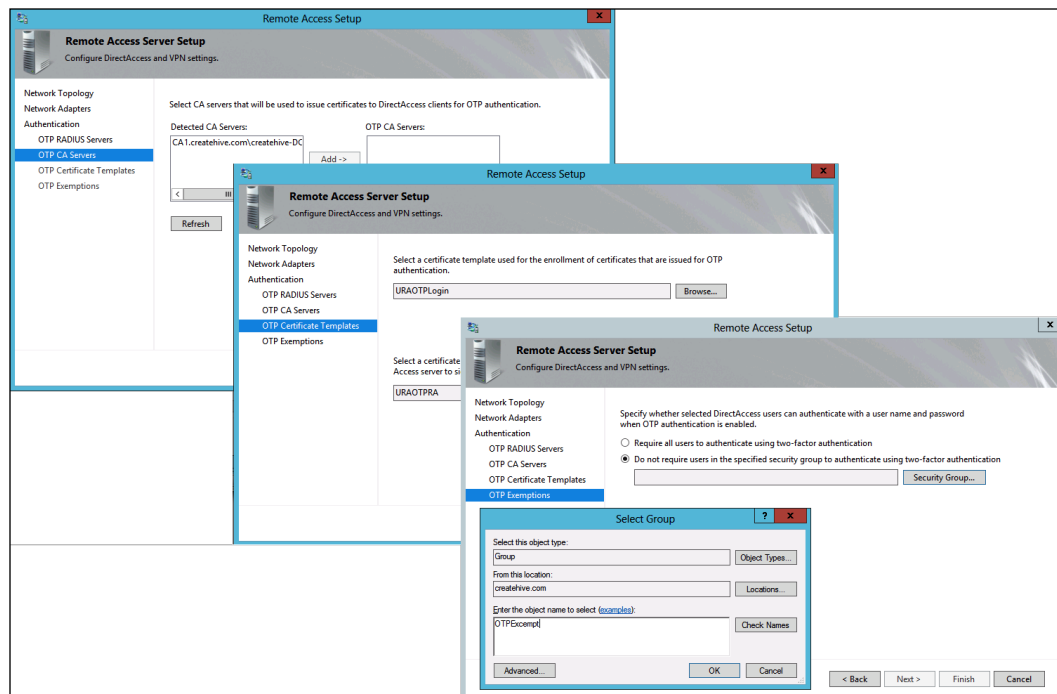 Remote Access Setup
x
Remote Access Server Setup
Configure DirectAccess and VPN settings.
Network Topology
Network Adapters
Authentication
OTP RADIUS Servers
OTP CA Servers
OTP Certificate Templates
OTP Exemptions
Select CA servers that will be used to issue certificates to DirectAccess clients for OTP authentication.
Detected CA Servers:
OTP CA Servers:
CA1.createhive.com\createhive-DC
Add ->
<
Refresh
Remote Access Setup
x
Remote Access Server Setup
Configure DirectAccess and VPN settings.
Network Topology
Network Adapters
Authentication
OTP RADIUS Servers
OTP CA Servers
OTP Certificate Templates
OTP Exemptions
Select a certificate template used for the enrollment of certificates that are issued for OTP
authentication.
URAOTPLogin
Browse...
Select a certificate
Access server to si
URAOTPRA
Remote Access Setup
x
Remote Access Server Setup
Configure DirectAccess and VPN settings.
Network Topology
Network Adapters
Authentication
OTP RADIUS Servers
OTP CA Servers
OTP Certificate Templates
OTP Exemptions
Specify whether selected DirectAccess users can authenticate with a user name and password
when OTP authentication is enabled.
Require all users to authenticate using two-factor authentication
Do not require users in the specified security group to authenticate using two-factor authentication
Security Group...
Select Group
? x
Select this object type:
Group
Object Types...
From this location:
createhive.com
Locations...
Enter the object name to select (examples):
OTPExcempt
Check Names
Advanced...
OK
Cancel
< Back
Next >
Finish
Cancel